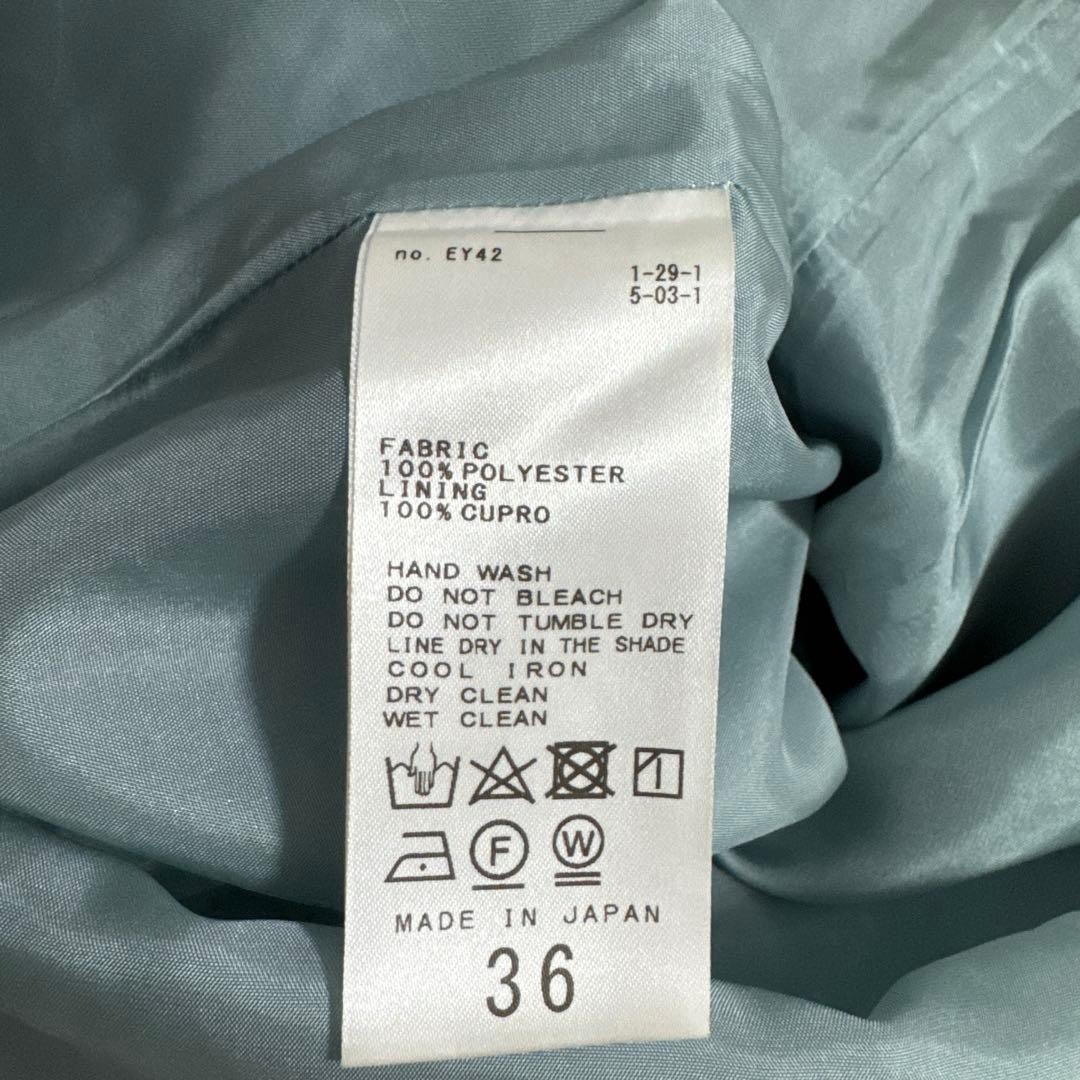 no. EY42
1-29-1
5-03-1
FABRIC
100% POLYESTER
LINING
100% CUPRO
HAND WASH
DO NOT BLEACH
DO NOT TUMBLE DRY
LINE DRY IN THE SHADE
COOL IRON
DRY CLEAN
WET CLEAN
F W
MADE IN JAPAN
36